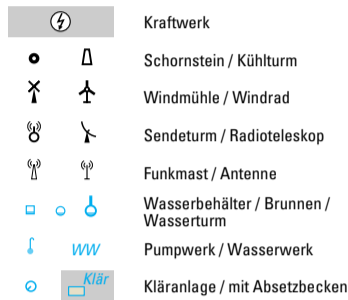 Kraftwerk
Schornstein / Kühlturm
Windmühle / Windrad
Sendeturm / Radioteleskop
Funkmast / Antenne
Wasserbehälter / Brunnen /
Wasserturm
WW Pumpwerk / Wasserwerk
Klär Kläranlage / mit Absetzbecken